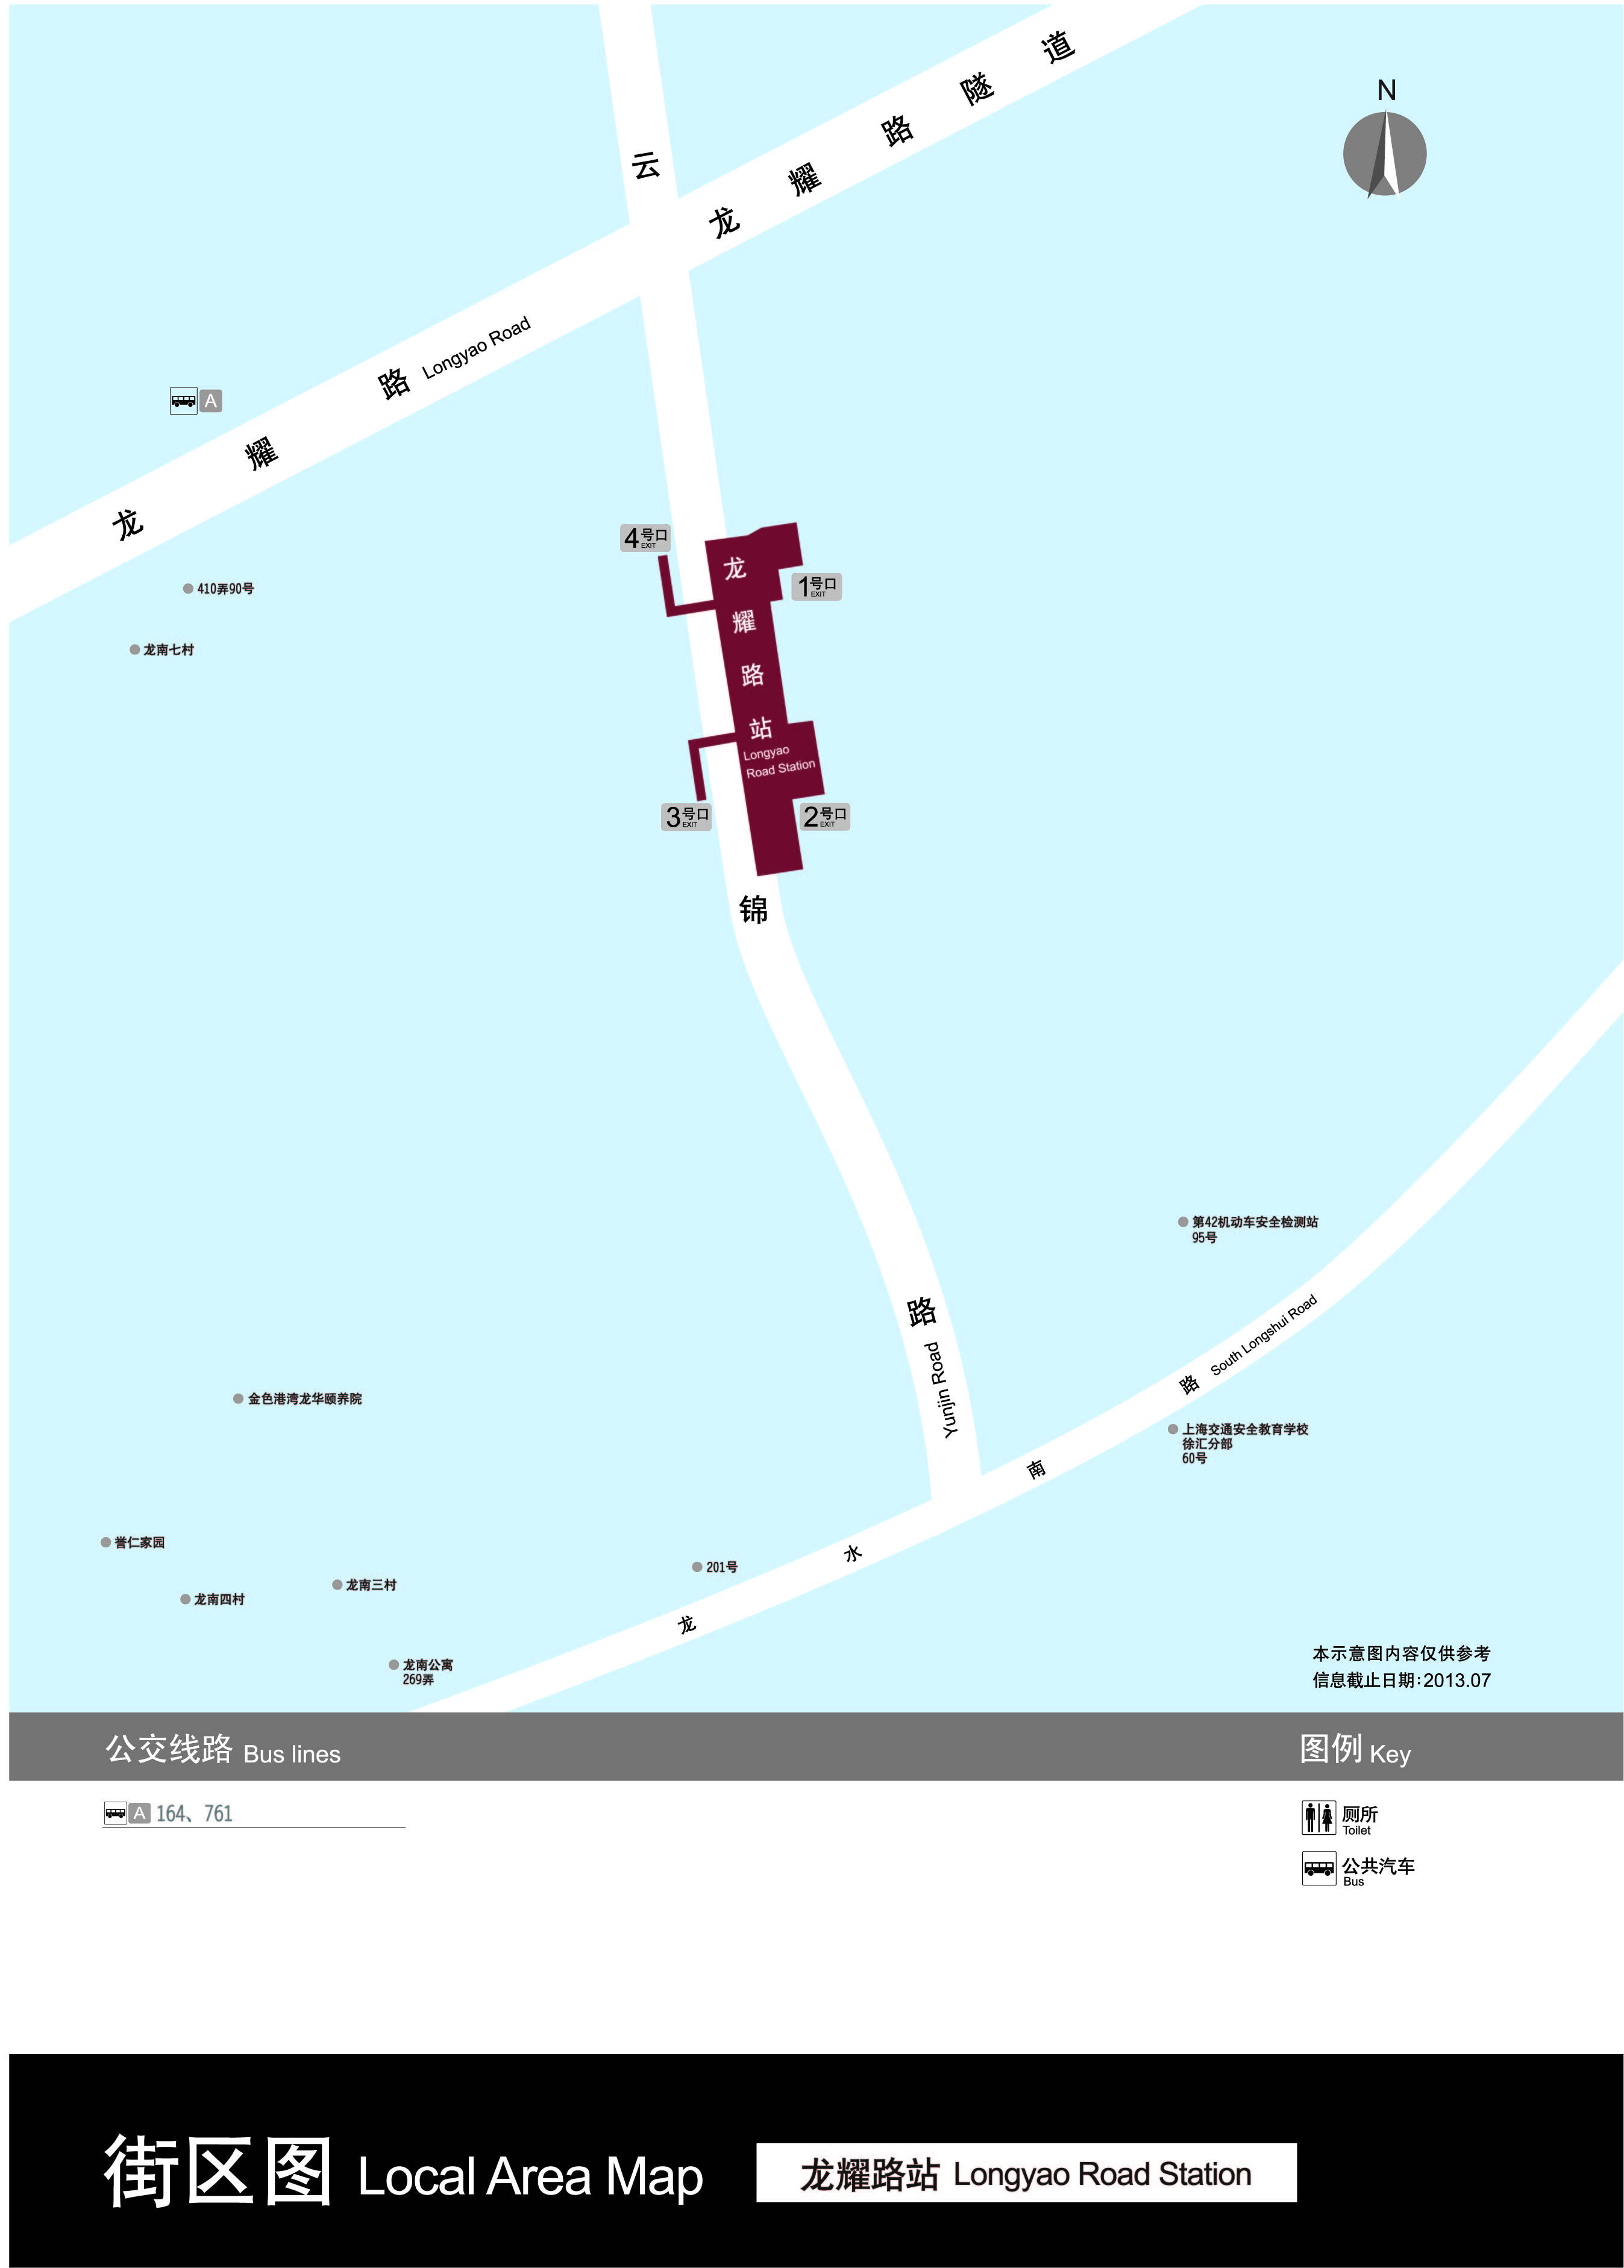 N
龙耀路隧道
龙耀路 Longyao Road
A
云锦路 Yunjin Road
4号口
EXIT
1号口
EXIT
龙耀路站
Longyao
Road Station
3号口
EXIT
2号口
EXIT
410弄90号
龙南七村
第42机动车安全检测站
95号
龙水南路 South Longshui Road
上海交通安全教育学校
徐汇分部
60号
金色港湾龙华颐养院
誉仁家园
龙南四村
龙南三村
201号
龙南公寓
269弄
本示意图内容仅供参考
信息截止日期:2013.07
公交线路 Bus lines
图例 Key
A 164、761
厕所
Toilet
公共汽车
Bus
街区图 Local Area Map
龙耀路站 Longyao Road Station